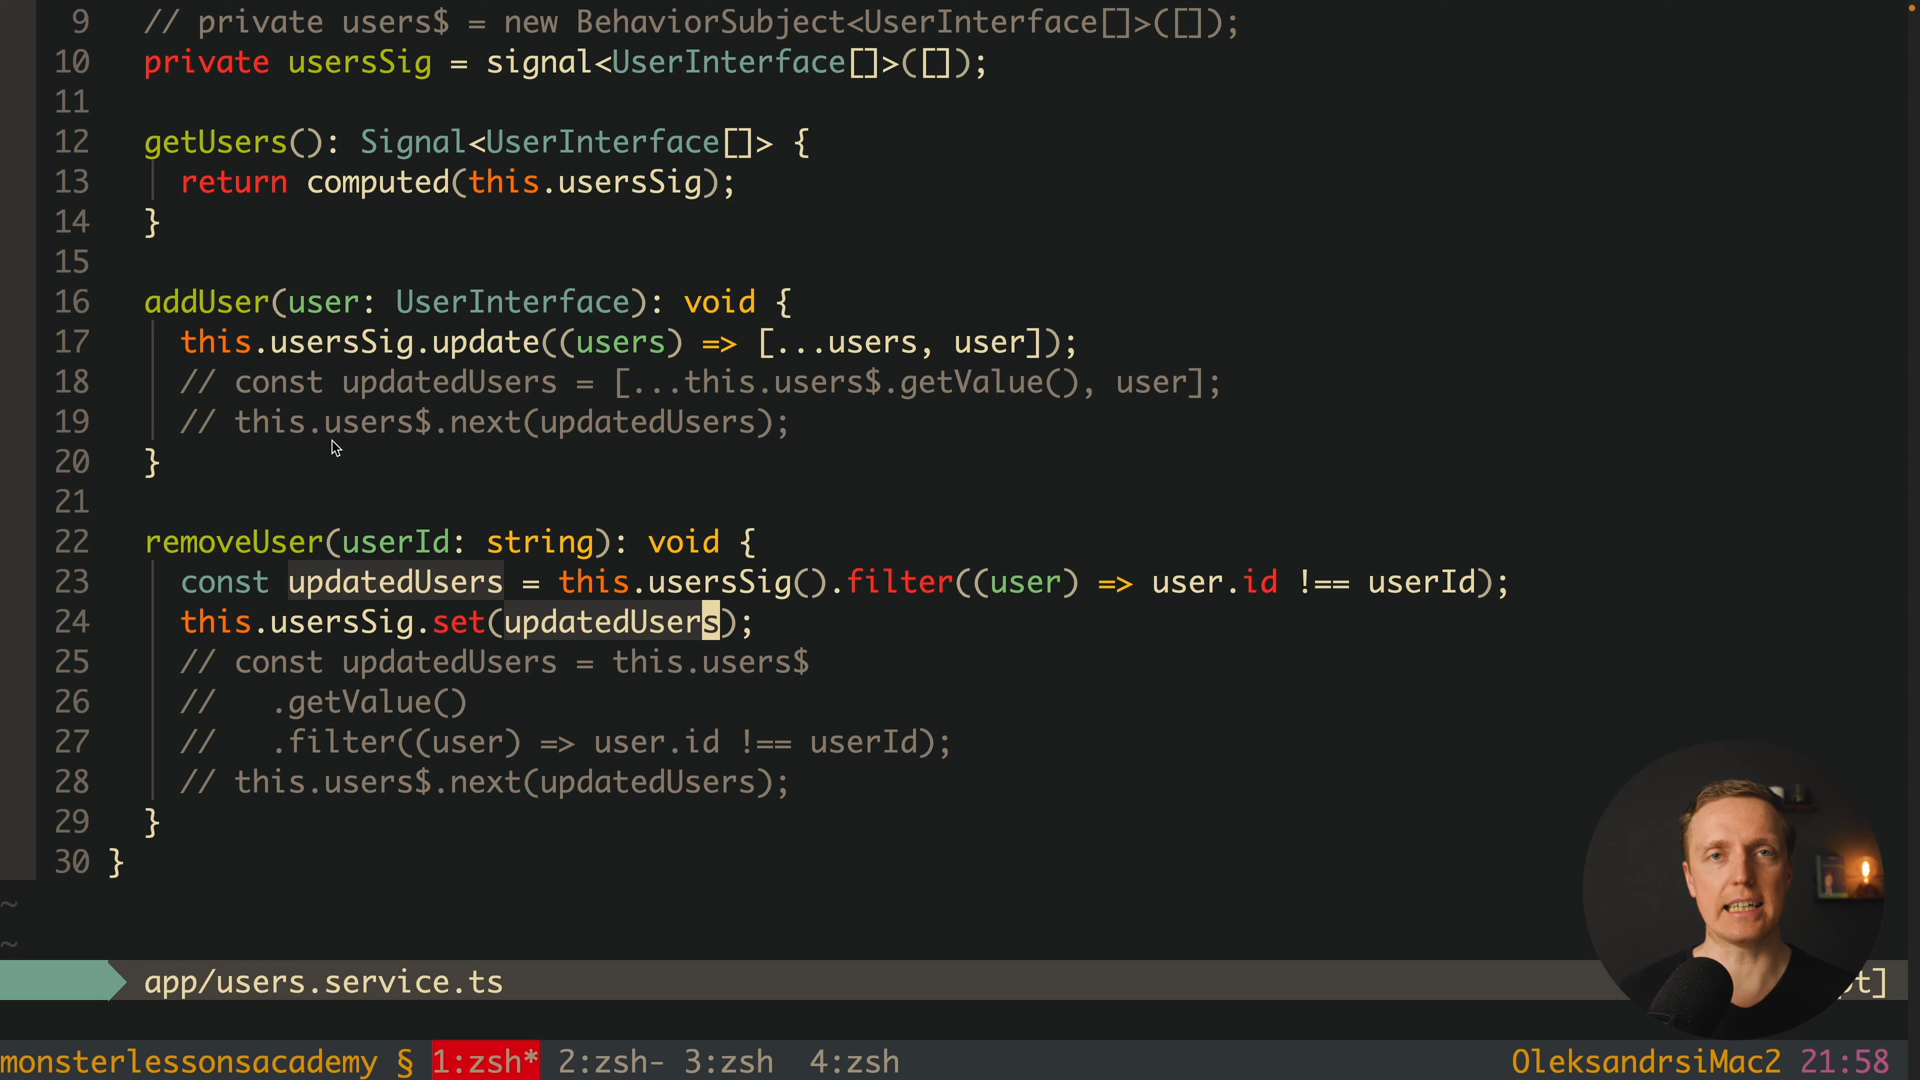 9 // private users$ = new BehaviorSubject<UserInterface[]>([]);
10 private usersSig = signal<UserInterface[]>([]);
11
12 getUsers(): Signal<UserInterface[]> {
13 return computed(this.usersSig);
14 }
15
16 addUser(user: UserInterface): void {
17 this.usersSig.update((users) => [...users, user]);
18 // const updatedUsers = [...this.users$.getValue(), user];
19 // this.users$.next(updatedUsers);
20 }
21
22 removeUser(userId: string): void {
23 const updatedUsers = this.usersSig().filter((user) => user.id !== userId);
24 this.usersSig.set(updatedUsers);
25 // const updatedUsers = this.users$
26 // .getValue()
27 // .filter((user) => user.id !== userId);
28 // this.users$.next(updatedUsers);
29 }
30 }
~
~
app/users.service.ts
monsterlessonsacademy § 1:zsh* 2:zsh- 3:zsh 4:zsh OleksandrsiMac2 21:58